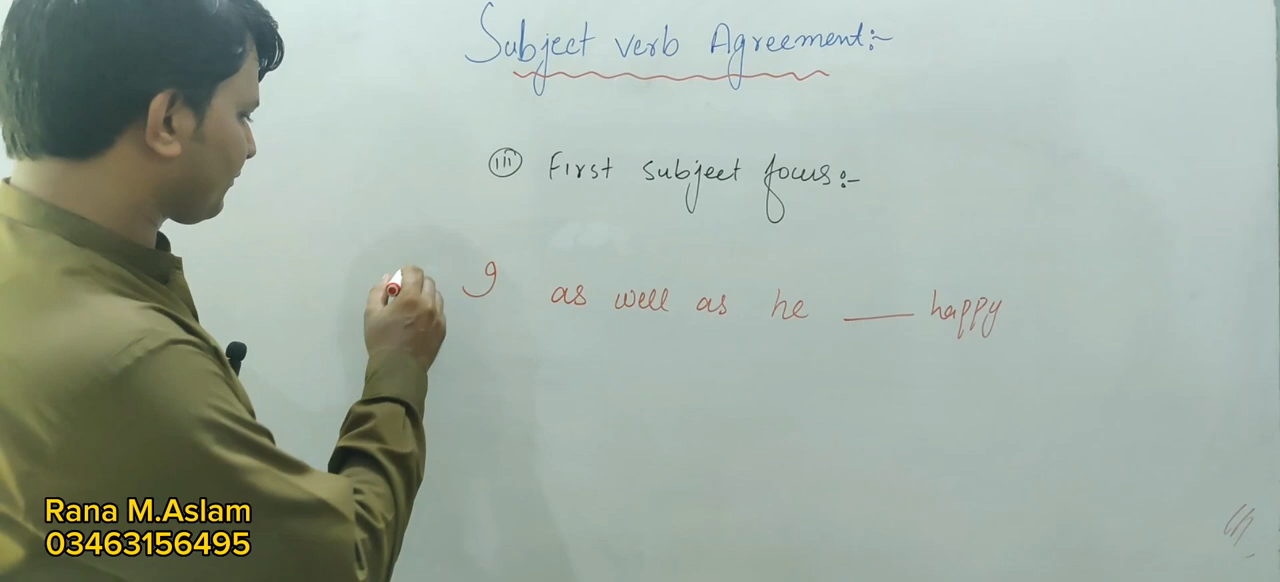 Subject verb Agreement:-
(iii) First subject focus:-
I as well as he ___ happy
Rana M.Aslam
03463156495